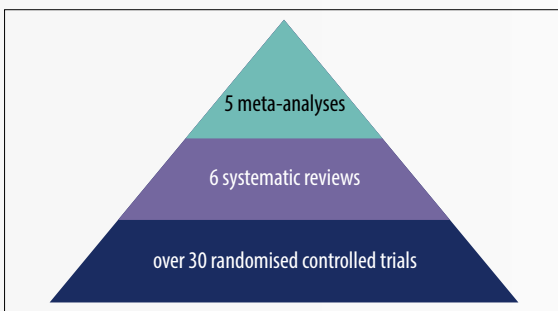 5 meta-analyses
6 systematic reviews
over 30 randomised controlled trials